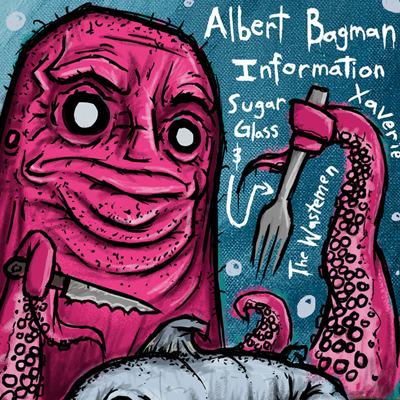 Albert Bagman
Information
Xaverie
Sugar
Glass
&
The Wastemen